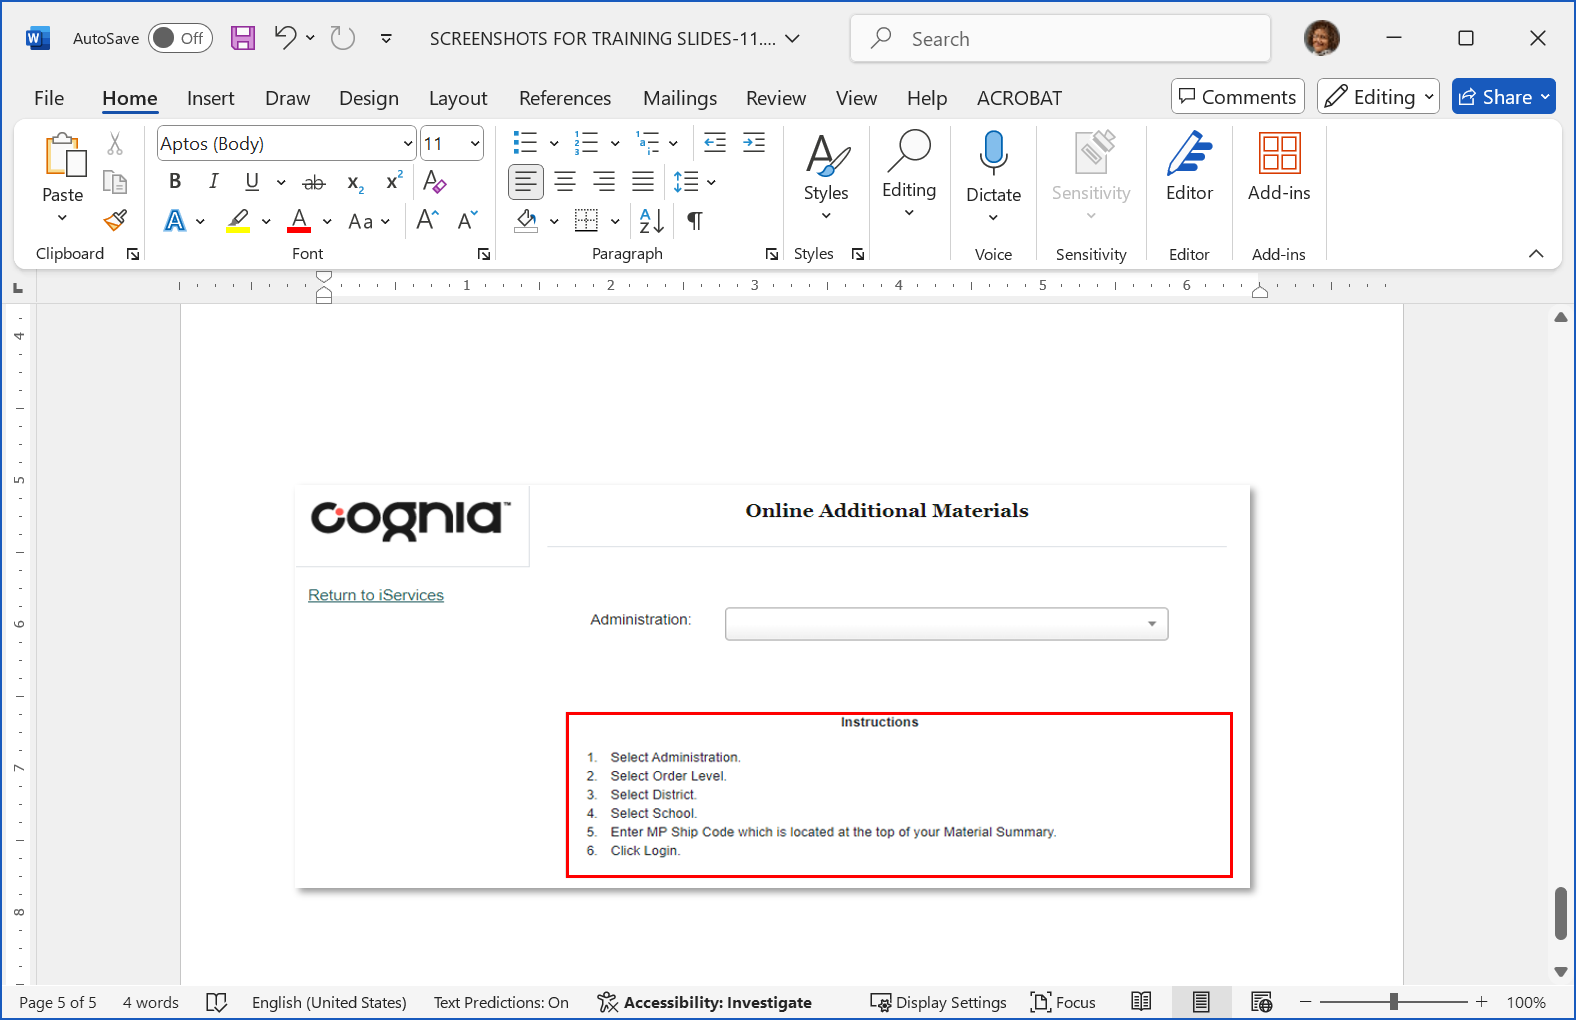 AutoSave Off SCREENSHOTS FOR TRAINING SLIDES-11.... Search
File Home Insert Draw Design Layout References Mailings Review View Help ACROBAT Comments Editing Share
Paste
Clipboard
Aptos (Body) 11
Font
Paragraph
Styles
Styles
Editing
Dictate
Voice
Sensitivity
Sensitivity
Editor
Editor
Add-ins
Add-ins
1 2 3 4 5 6
4
5
6
7
8
cognia™
Online Additional Materials
Return to iServices
Administration:
Instructions
1. Select Administration.
2. Select Order Level.
3. Select District.
4. Select School.
5. Enter MP Ship Code which is located at the top of your Material Summary.
6. Click Login.
Page 5 of 5 4 words English (United States) Text Predictions: On Accessibility: Investigate Display Settings Focus 100%